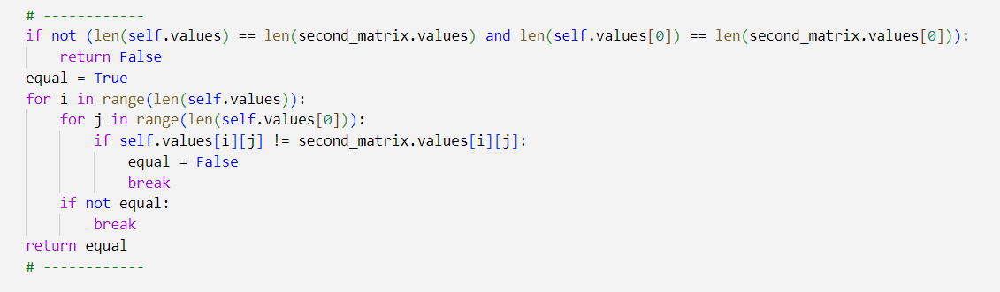 # ------------
if not (len(self.values) == len(second_matrix.values) and len(self.values[0]) == len(second_matrix.values[0])):
    return False
equal = True
for i in range(len(self.values)):
    for j in range(len(self.values[0])):
        if self.values[i][j] != second_matrix.values[i][j]:
            equal = False
            break
    if not equal:
        break
return equal
# ------------